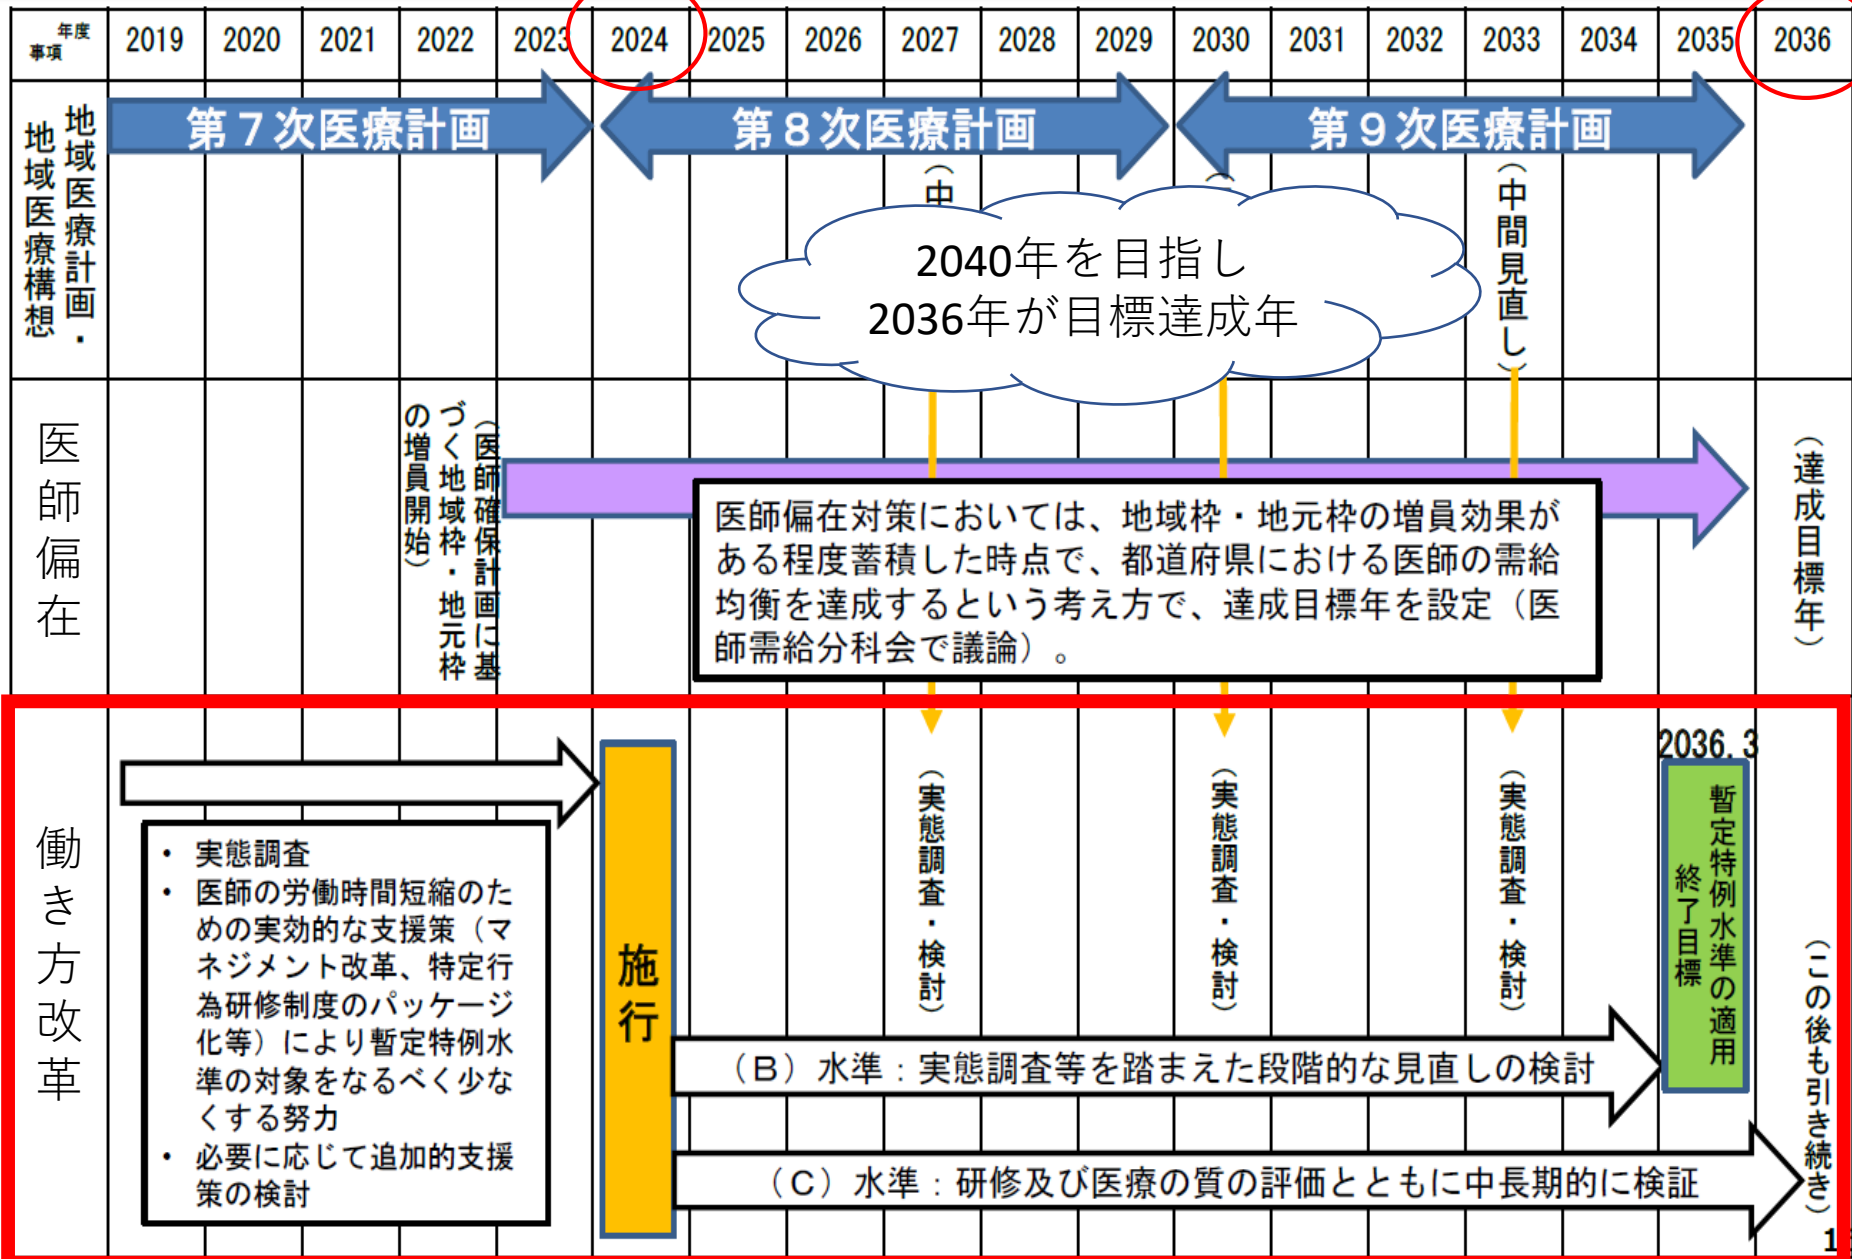 年度
事項
2019 2020 2021 2022 2023 2024 2025 2026 2027 2028 2029 2030 2031 2032 2033 2034 2035 2036
地域医療計画・
地域医療構想
第７次医療計画
第８次医療計画
第９次医療計画
（中
（
（中間見直し）
2040年を目指し
2036年が目標達成年
医師偏在
（医師確保計画に基
づく地域枠・地元枠
の増員開始）
医師偏在対策においては、地域枠・地元枠の増員効果が
ある程度蓄積した時点で、都道府県における医師の需給
均衡を達成するという考え方で、達成目標年を設定（医
師需給分科会で議論）。
（達成目標年）
働き方改革
・ 実態調査
・ 医師の労働時間短縮のた
めの実効的な支援策（マ
ネジメント改革、特定行
為研修制度のパッケージ
化等）により暫定特例水
準の対象をなるべく少な
くする努力
・ 必要に応じて追加的支援
策の検討
施行
（実態調査・検討）
（実態調査・検討）
（実態調査・検討）
2036.3
暫定特例水準の適用
終了目標
（Ｂ）水準：実態調査等を踏まえた段階的な見直しの検討
（Ｃ）水準：研修及び医療の質の評価とともに中長期的に検証
（この後も引き続き）